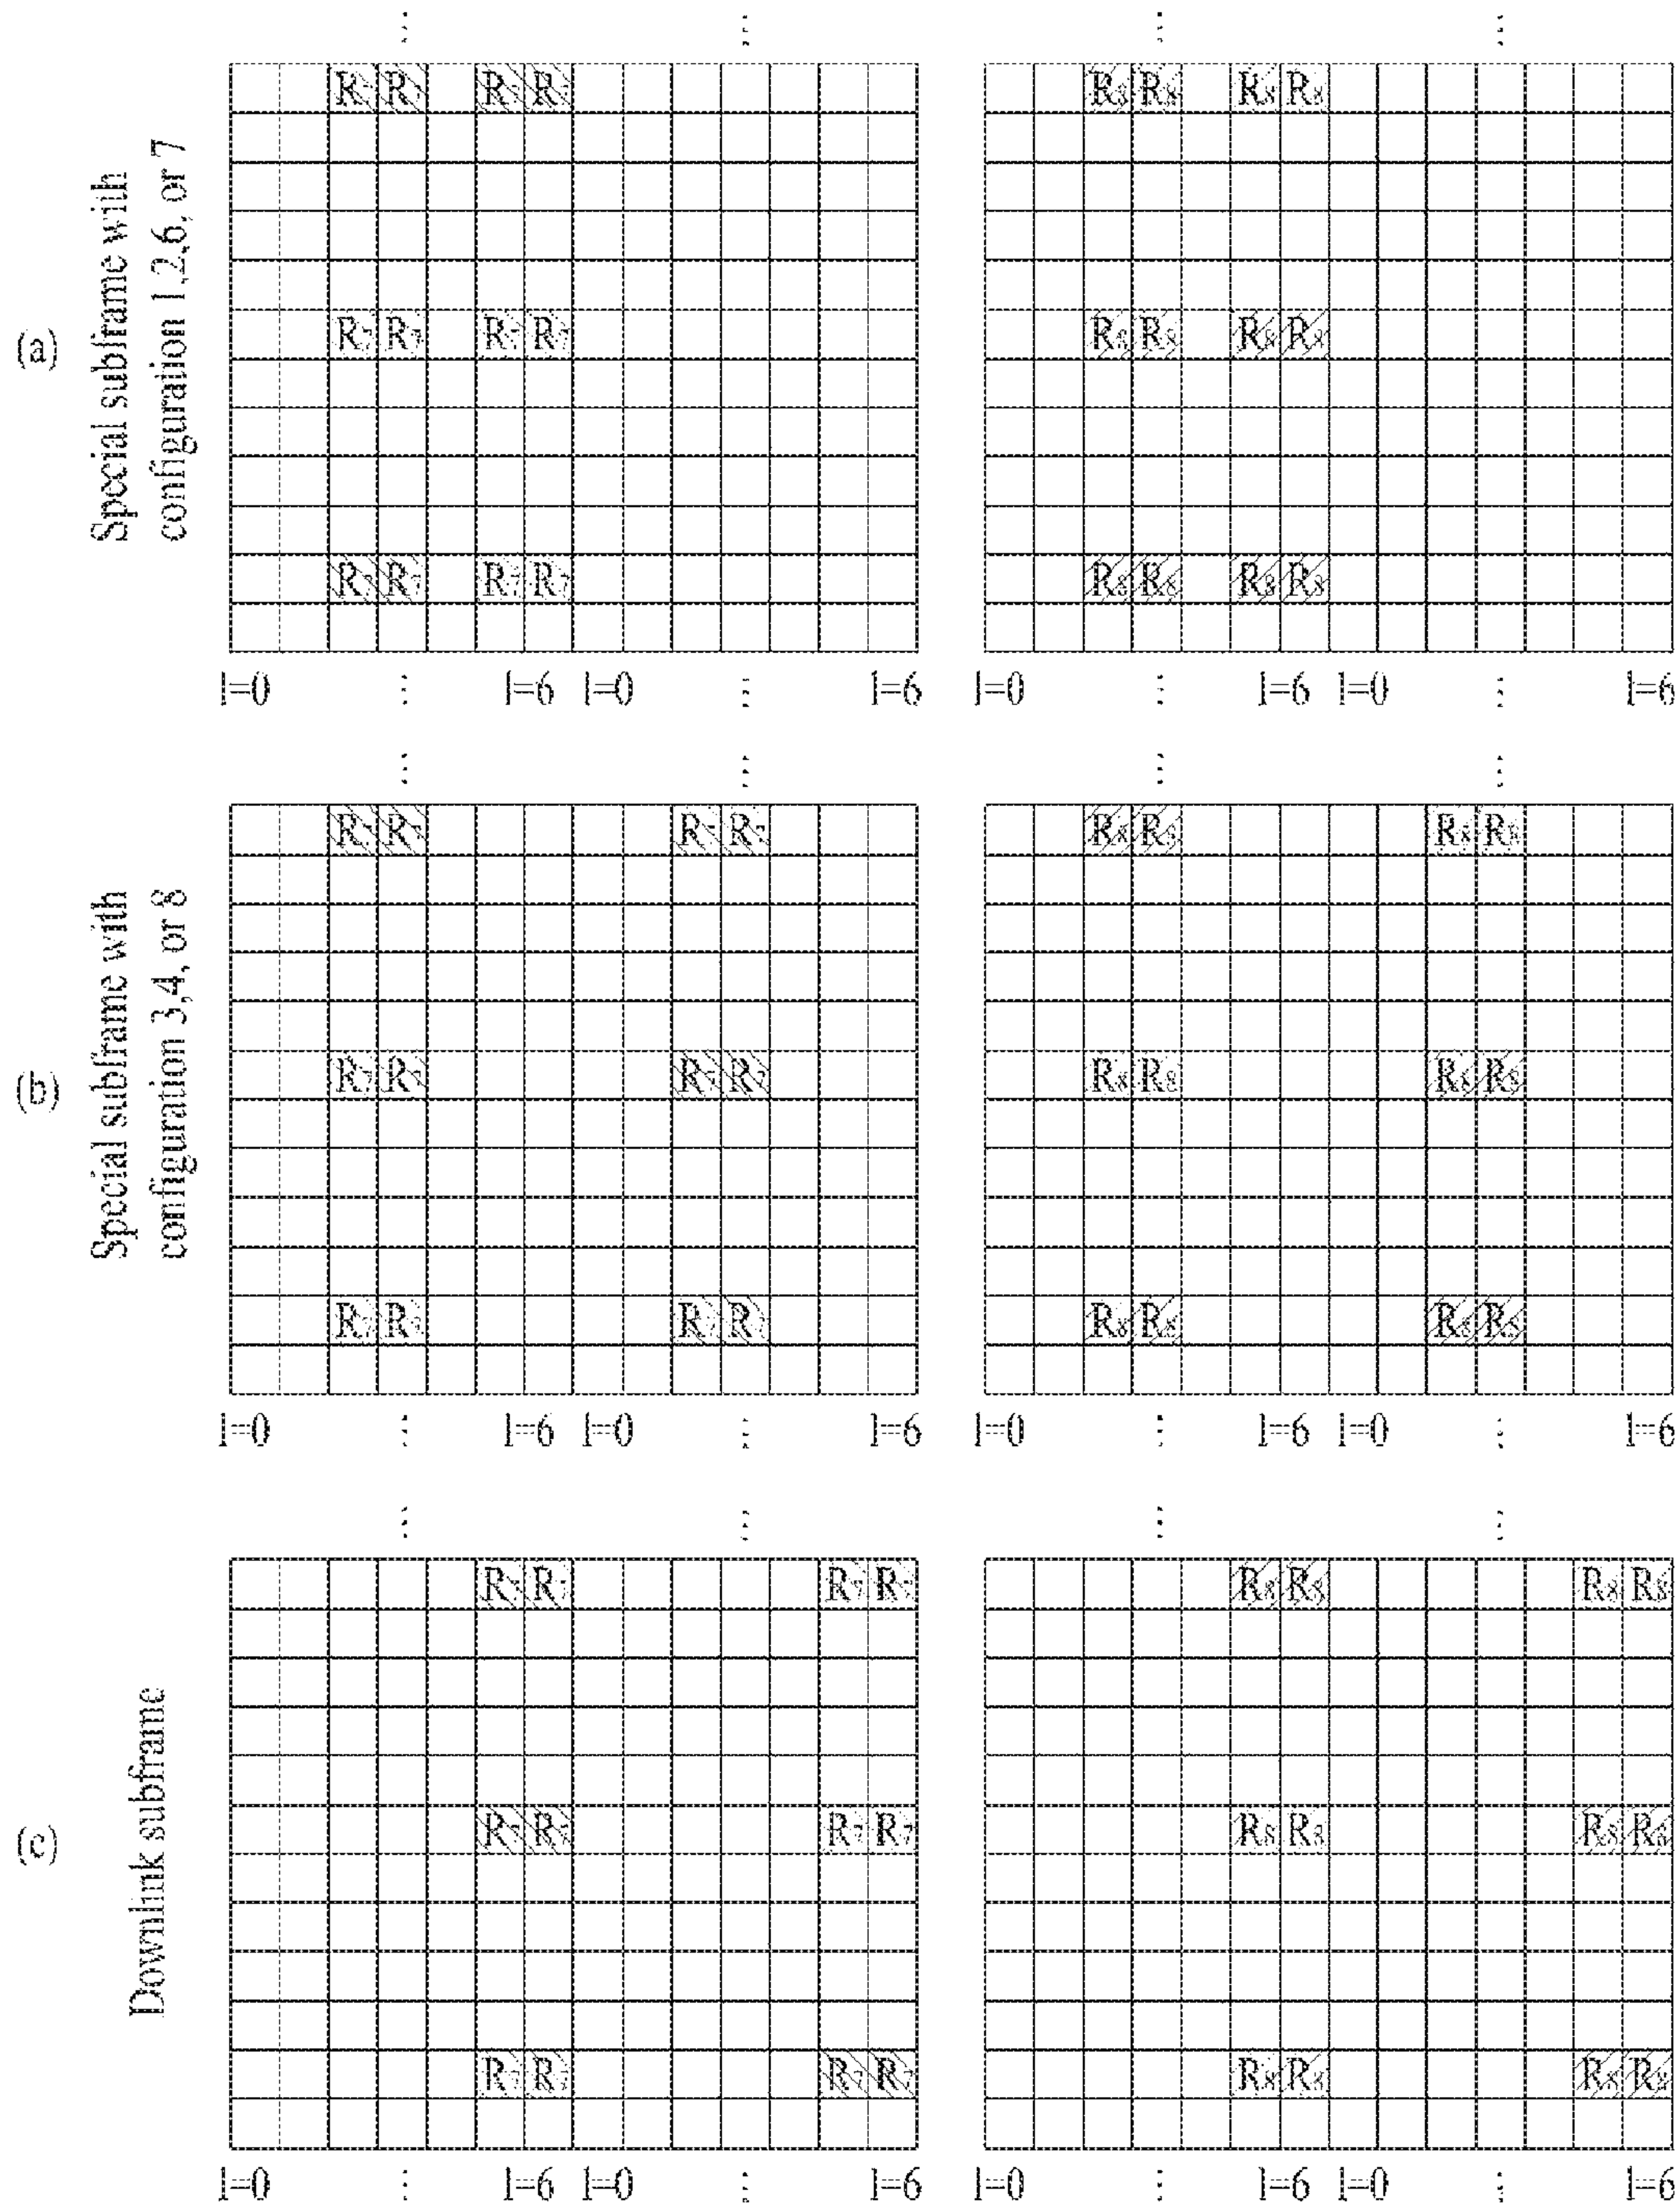 (a)
Special subframe with
configuration 1,2,6, or 7
R7 R7 R7 R7 R8 R8 R8 R8
R7 R7 R7 R7 R8 R8 R8 R8
R7 R7 R7 R7 R8 R8 R8 R8
l=0 ⋮ l=6 l=0 ⋮ l=6 l=0 ⋮ l=6 l=0 ⋮ l=6
(b)
Special subframe with
configuration 3,4, or 8
R7 R7 R7 R7 R8 R8 R8 R8
R7 R7 R7 R7 R8 R8 R8 R8
R7 R7 R7 R7 R8 R8 R8 R8
l=0 ⋮ l=6 l=0 ⋮ l=6 l=0 ⋮ l=6 l=0 ⋮ l=6
(c)
Downlink subframe
R7 R7 R7 R7 R8 R8 R8 R8
R7 R7 R7 R7 R8 R8 R8 R8
R7 R7 R7 R7 R8 R8 R8 R8
l=0 ⋮ l=6 l=0 ⋮ l=6 l=0 ⋮ l=6 l=0 ⋮ l=6